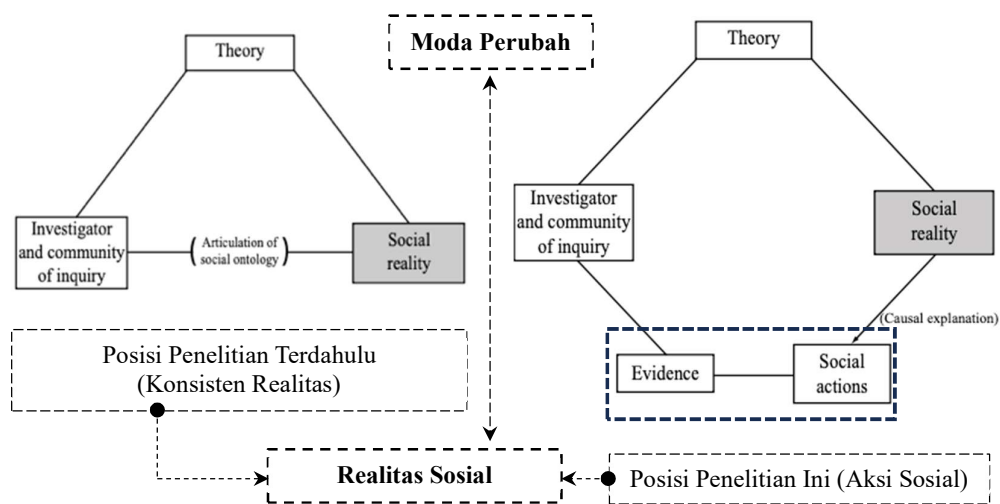 Theory
Investigator
and community
of inquiry
(Articulation of
social ontology)
Social
reality
Moda Perubah
Theory
Investigator
and community
of inquiry
Social
reality
(Causal explanation)
Evidence
Social
actions
Posisi Penelitian Terdahulu
(Konsisten Realitas)
Realitas Sosial
Posisi Penelitian Ini (Aksi Sosial)